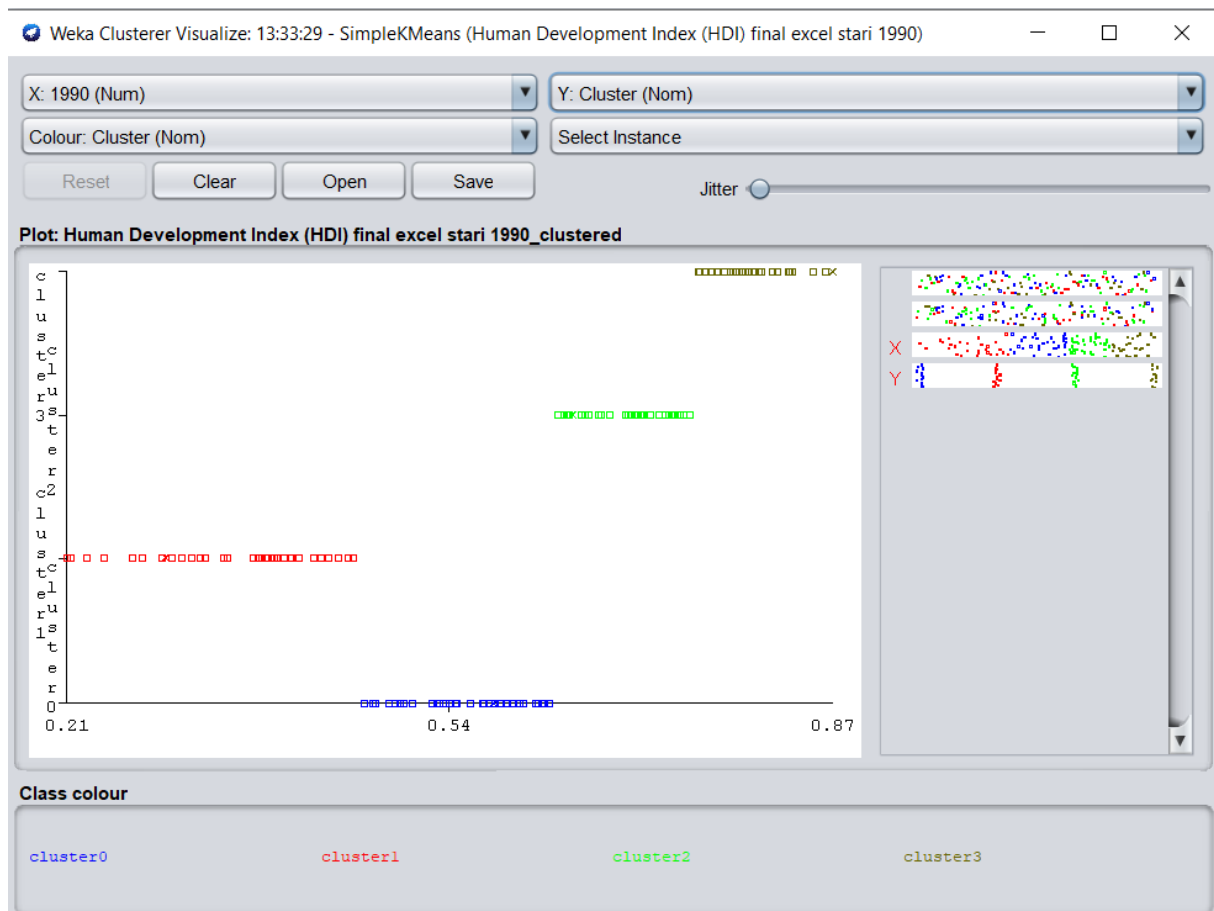 Weka Clusterer Visualize: 13:33:29 - SimpleKMeans (Human Development Index (HDI) final excel stari 1990)
X: 1990 (Num)
Y: Cluster (Nom)
Colour: Cluster (Nom)
Select Instance
Reset
Clear
Open
Save
Jitter
Plot: Human Development Index (HDI) final excel stari 1990_clustered
cluster3
cluster2
cluster1
cluster0
0.21
0.54
0.87
X
Y
Class colour
cluster0
cluster1
cluster2
cluster3